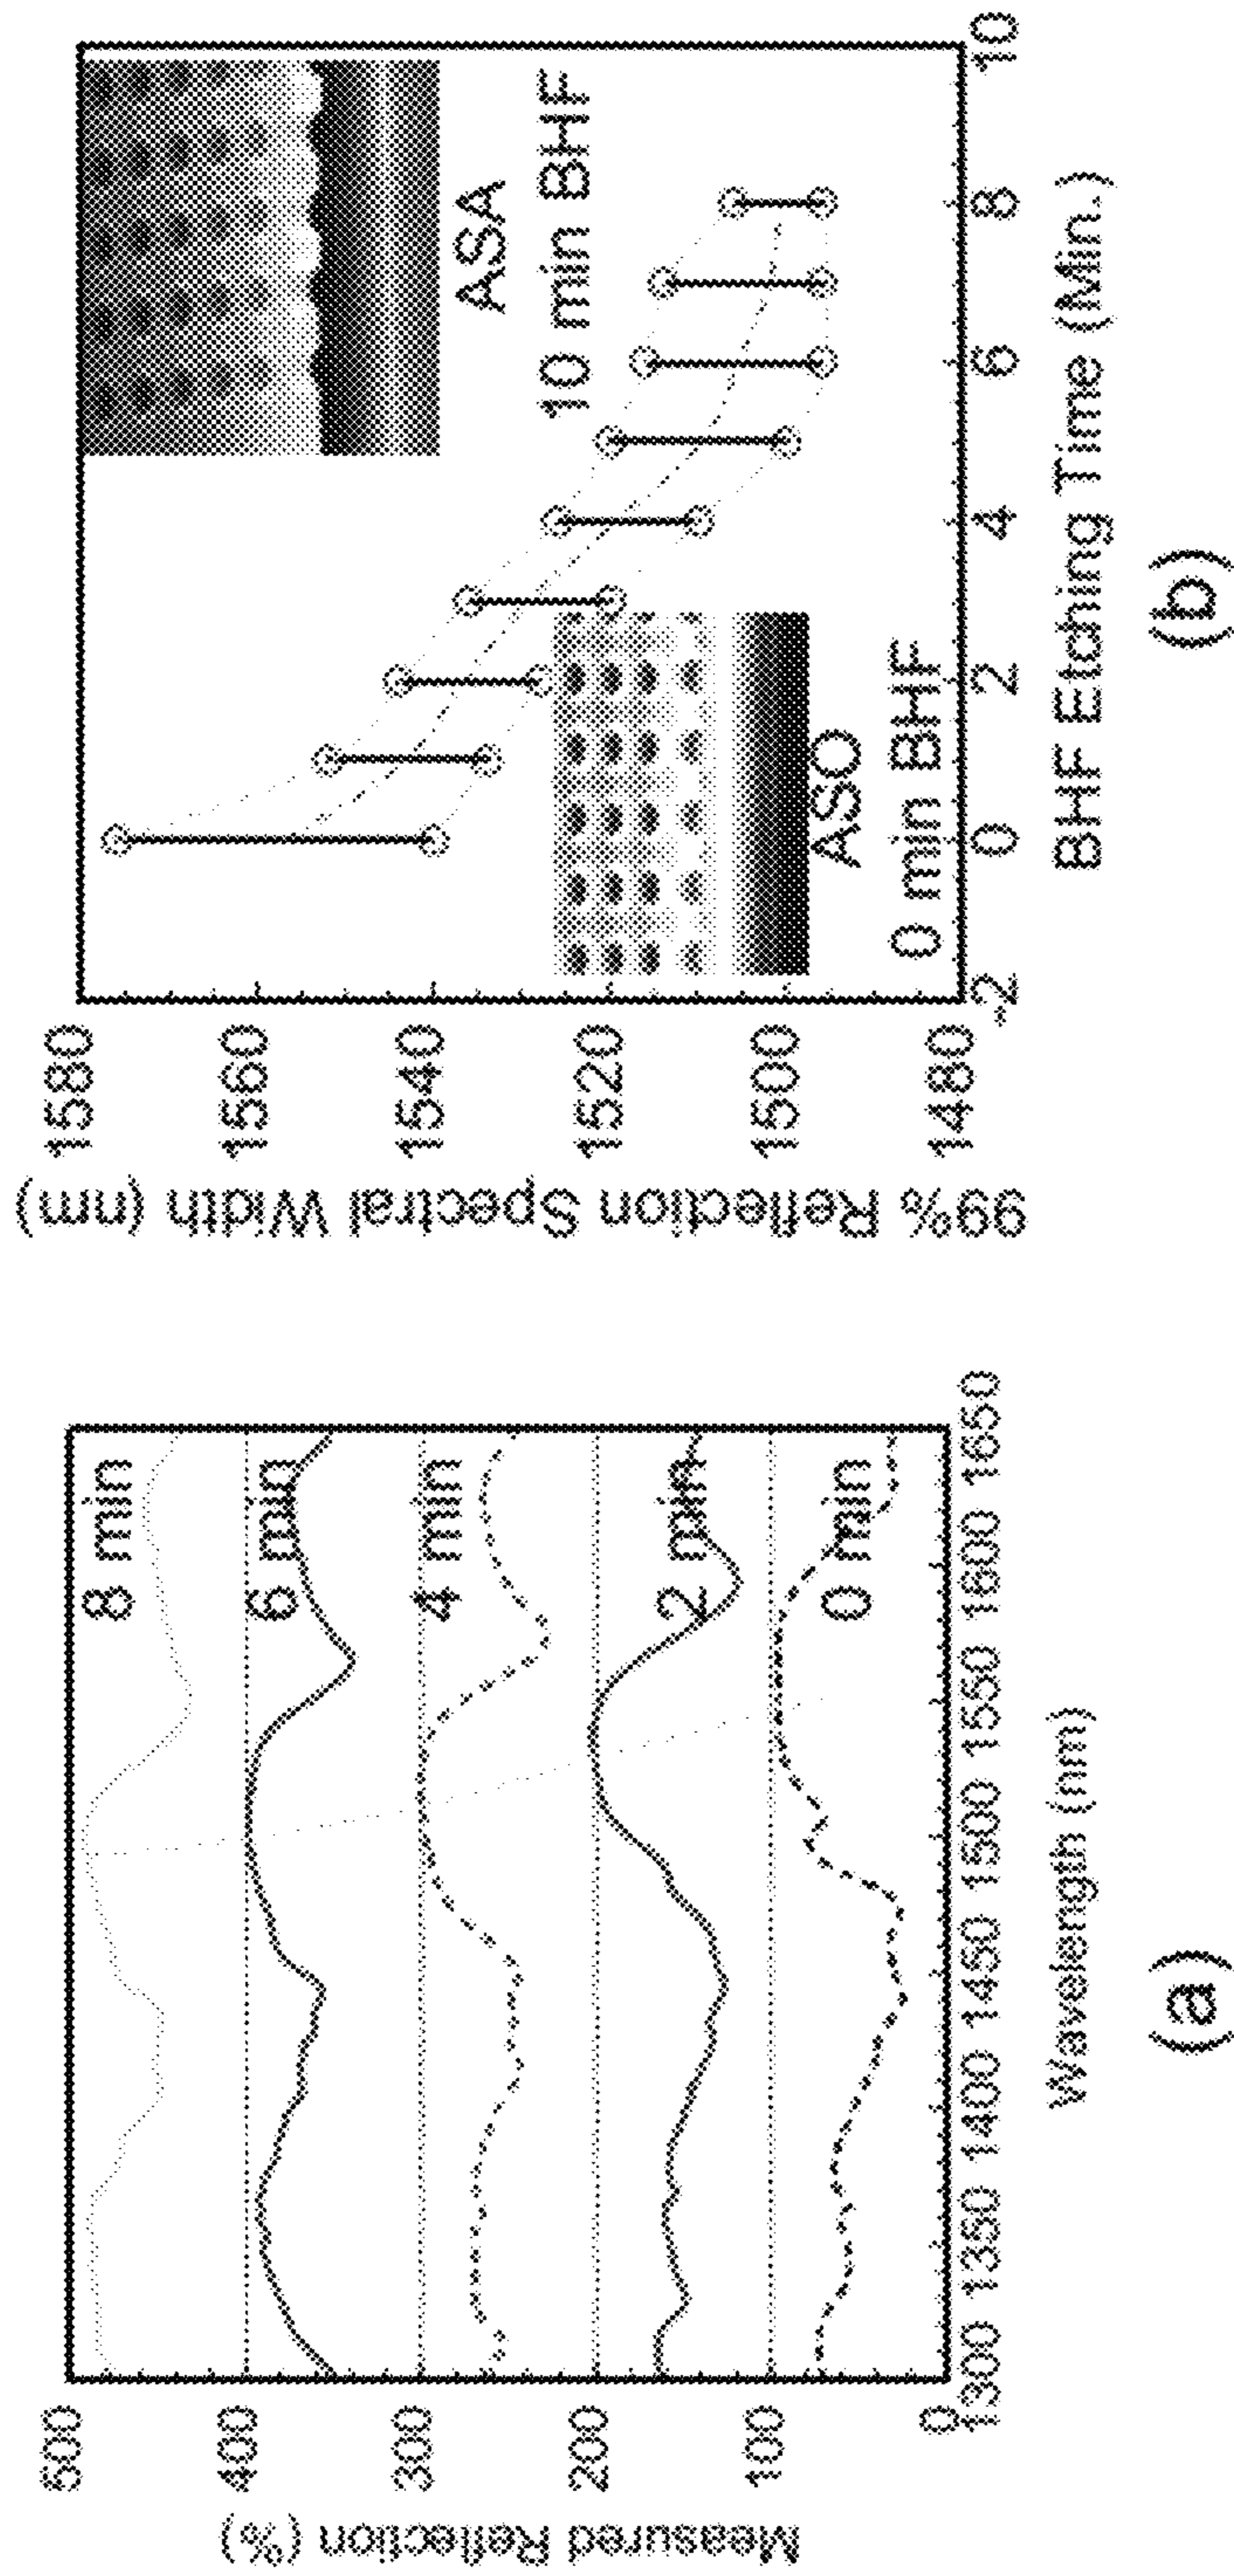 Measured Reflection (%)
500
400
300
200
100
0
8 min
6 min
4 min
2 min
0 min
1300 1350 1400 1450 1500 1550 1600 1650
Wavelength (nm)
(a)
99% Reflection Spectral Width (nm)
1580
1560
1540
1520
1500
1480
ASA
10 min BHF
ASO
0 min BHF
-2 0 2 4 6 8 10
BHF Etching Time (Min.)
(b)